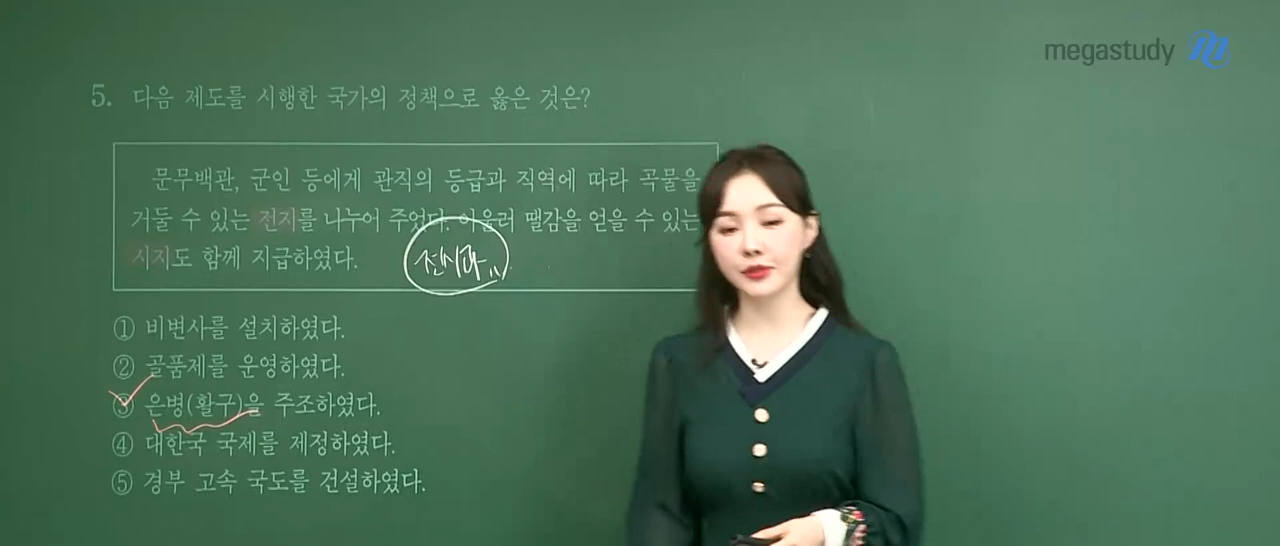 megastudy
5. 다음 제도를 시행한 국가의 정책으로 옳은 것은?
문무백관, 군인 등에게 관직의 등급과 직역에 따라 곡물을
거둘 수 있는 전지를 나누어 주었다. 아울러 땔감을 얻을 수 있는
시지도 함께 지급하였다.
전시과
① 비변사를 설치하였다.
② 골품제를 운영하였다.
③ 은병(활구)을 주조하였다.
④ 대한국 국제를 제정하였다.
⑤ 경부 고속 국도를 건설하였다.